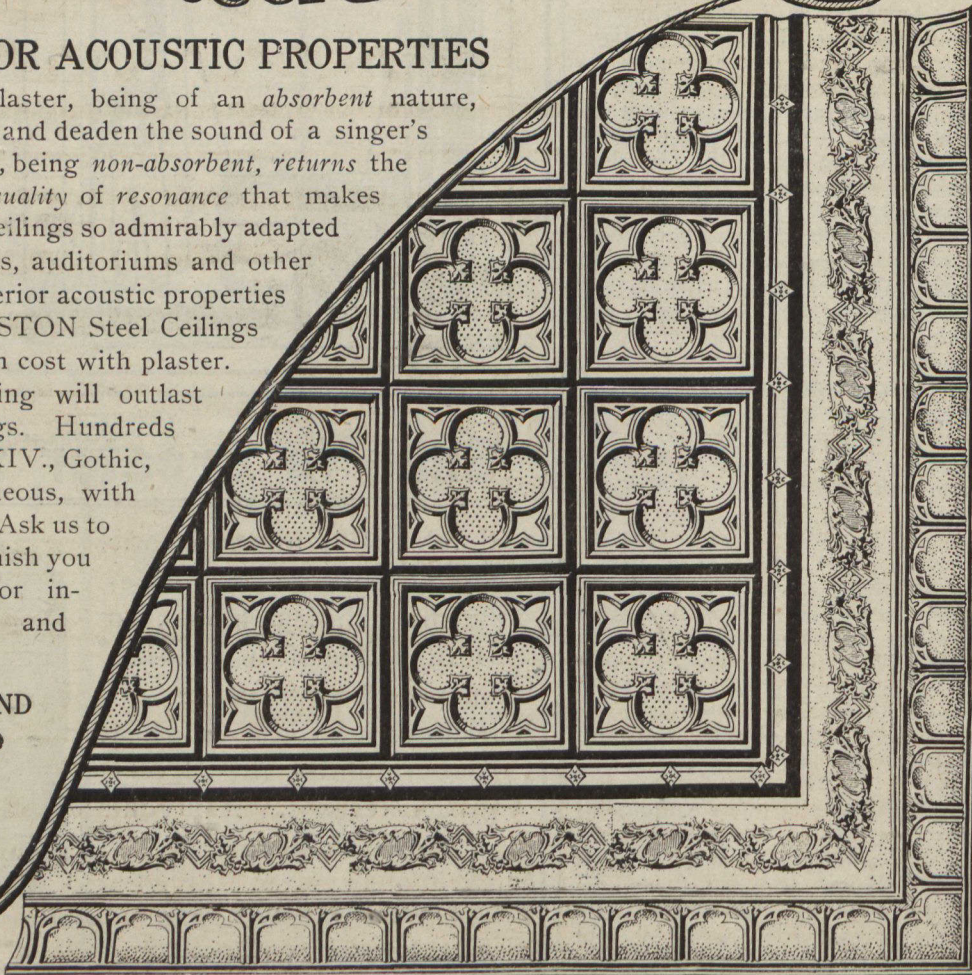 OR ACOUSTIC PROPERTIES
laster, being of an absorbent nature,
and deaden the sound of a singer's
, being non-absorbent, returns the
uality of resonance that makes
eilings so admirably adapted
s, auditoriums and other
erior acoustic properties
STON Steel Ceilings
n cost with plaster.
ing will outlast
gs. Hundreds
XIV., Gothic,
eous, with
Ask us to
nish you
or in-
and
ND